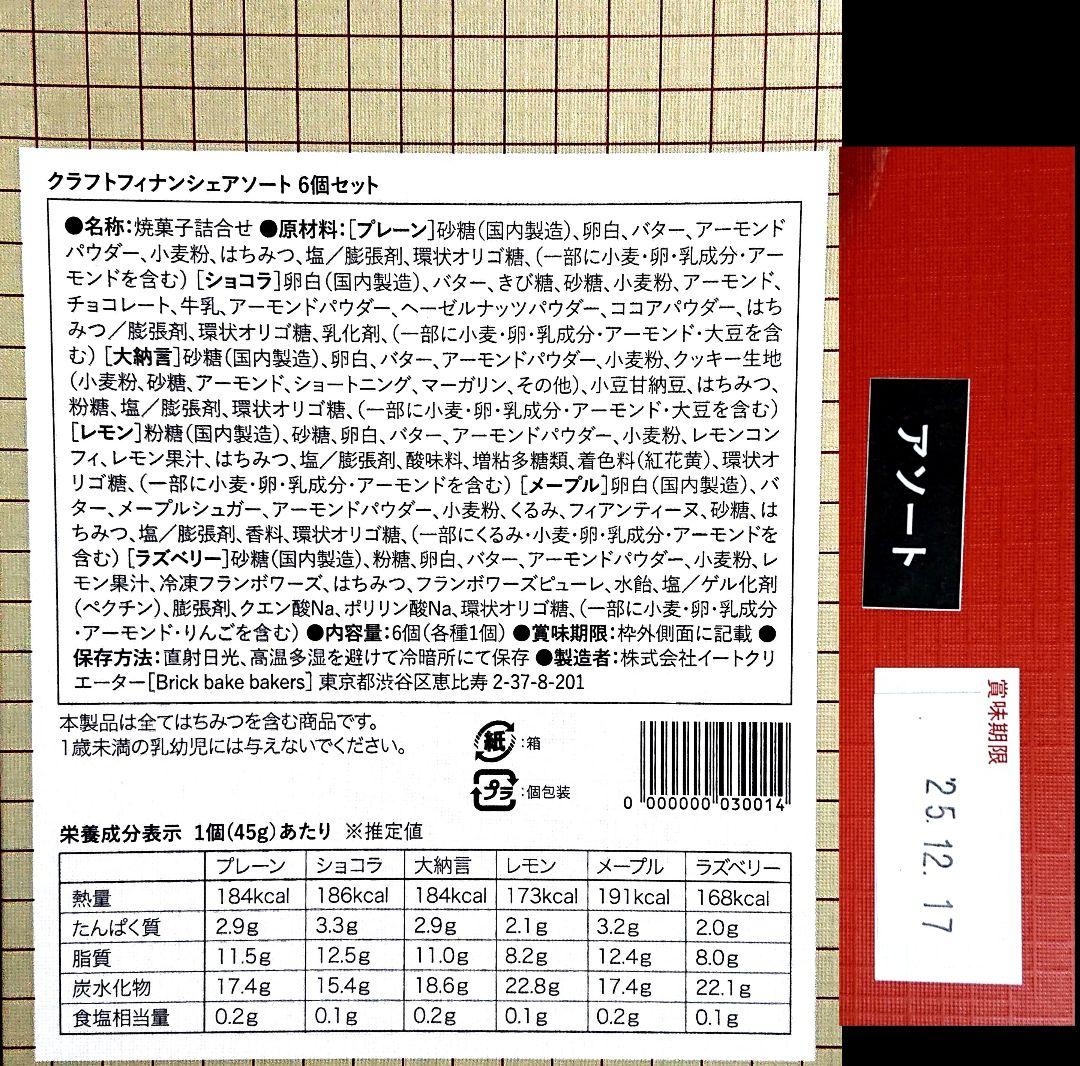 クラフトフィナンシェアソート 6個セット
●名称:焼菓子詰合せ ●原材料:[プレーン]砂糖(国内製造)、卵白、バター、アーモンド
パウダー、小麦粉、はちみつ、塩／膨張剤、環状オリゴ糖、(一部に小麦・卵・乳成分・アー
モンドを含む) [ショコラ]卵白(国内製造)、バター、きび糖、砂糖、小麦粉、アーモンド、
チョコレート、牛乳、アーモンドパウダー、ヘーゼルナッツパウダー、ココアパウダー、はち
みつ／膨張剤、環状オリゴ糖、乳化剤、(一部に小麦・卵・乳成分・アーモンド・大豆を含
む) [大納言]砂糖(国内製造)、卵白、バター、アーモンドパウダー、小麦粉、クッキー生地
(小麦粉、砂糖、アーモンド、ショートニング、マーガリン、その他)、小豆甘納豆、はちみつ、
粉糖、塩／膨張剤、環状オリゴ糖、(一部に小麦・卵・乳成分・アーモンド・大豆を含む)
[レモン]粉糖(国内製造)、砂糖、卵白、バター、アーモンドパウダー、小麦粉、レモンコン
フィ、レモン果汁、はちみつ、塩／膨張剤、酸味料、増粘多糖類、着色料(紅花黄)、環状オ
リゴ糖、(一部に小麦・卵・乳成分・アーモンドを含む) [メープル]卵白(国内製造)、バ
ター、メープルシュガー、アーモンドパウダー、小麦粉、くるみ、フィアンティーヌ、砂糖、は
ちみつ、塩／膨張剤、香料、環状オリゴ糖、(一部にくるみ・小麦・卵・乳成分・アーモンドを
含む) [ラズベリー]砂糖(国内製造)、粉糖、卵白、バター、アーモンドパウダー、小麦粉、レ
モン果汁、冷凍フランボワーズ、はちみつ、フランボワーズピューレ、水飴、塩／ゲル化剤
(ペクチン)、膨張剤、クエン酸Na、ポリリン酸Na、環状オリゴ糖、(一部に小麦・卵・乳成分
・アーモンド・りんごを含む) ●内容量:6個(各種1個) ●賞味期限:枠外側面に記載 ●
保存方法:直射日光、高温多湿を避けて冷暗所にて保存 ●製造者:株式会社イートクリ
エーター[Brick bake bakers] 東京都渋谷区恵比寿 2-37-8-201
本製品は全てはちみつを含む商品です。
1歳未満の乳幼児には与えないでください。
紙:箱
プラ:個包装
0 000000 030014
栄養成分表示 1個(45g)あたり ※推定値
プレーン ショコラ 大納言 レモン メープル ラズベリー
熱量 184kcal 186kcal 184kcal 173kcal 191kcal 168kcal
たんぱく質 2.9g 3.3g 2.9g 2.1g 3.2g 2.0g
脂質 11.5g 12.5g 11.0g 8.2g 12.4g 8.0g
炭水化物 17.4g 15.4g 18.6g 22.8g 17.4g 22.1g
食塩相当量 0.2g 0.1g 0.2g 0.1g 0.2g 0.1g
アソート
賞味期限
'25.12.17